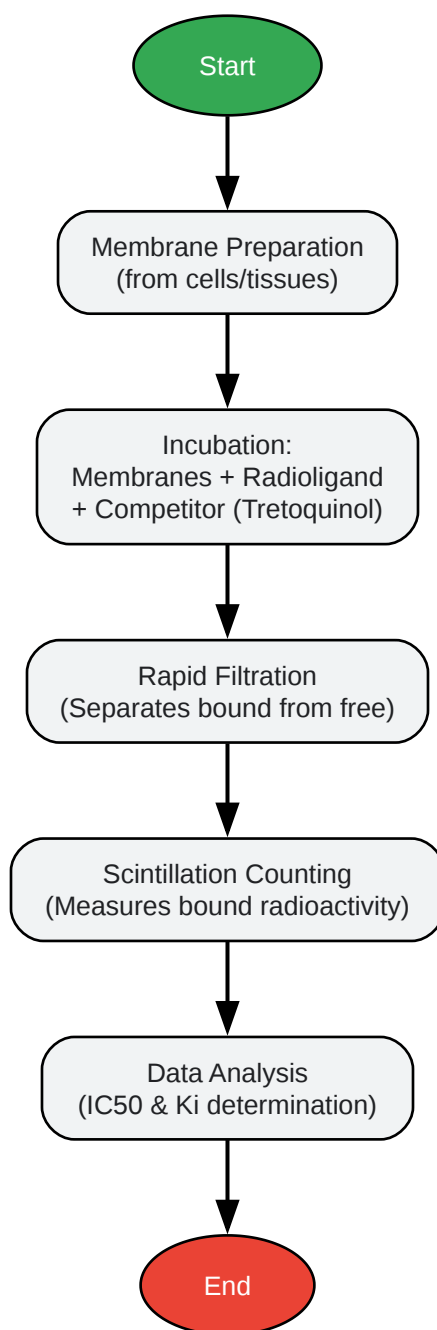 Start
Membrane Preparation
(from cells/tissues)
Incubation:
Membranes + Radioligand
+ Competitor (Tretoquinol)
Rapid Filtration
(Separates bound from free)
Scintillation Counting
(Measures bound radioactivity)
Data Analysis
(IC50 & Ki determination)
End